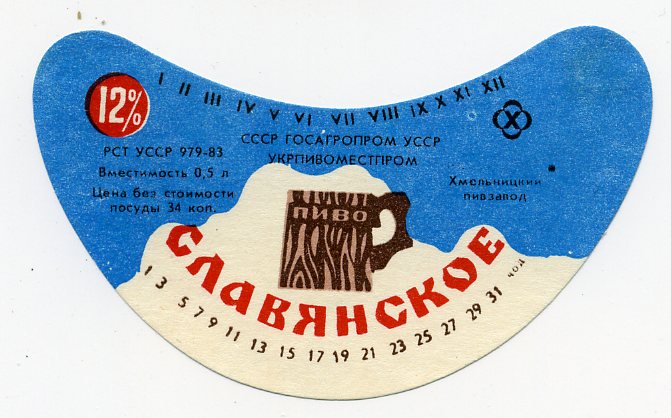 I II III IV V VI VII VIII IX X XI XII
12%
СССР ГОСАГРОПРОМ УССР
УКРПИВОМЕСТПРОМ
РСТ УССР 979-83
Вместимость 0,5 л
Цена без стоимости
посуды 34 коп.
Хмельницкий *
пивзавод
ПИВО
СЛАВЯНСКОЕ
1 3 5 7 9 11 13 15 17 19 21 23 25 27 29 31